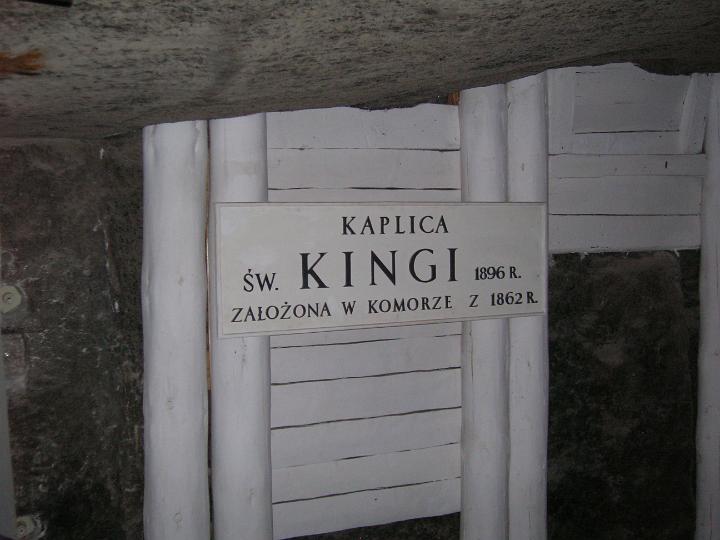 KAPLICA
ŚW. KINGI 1896 R.
ZAŁOŻONA W KOMORZE Z 1862 R.